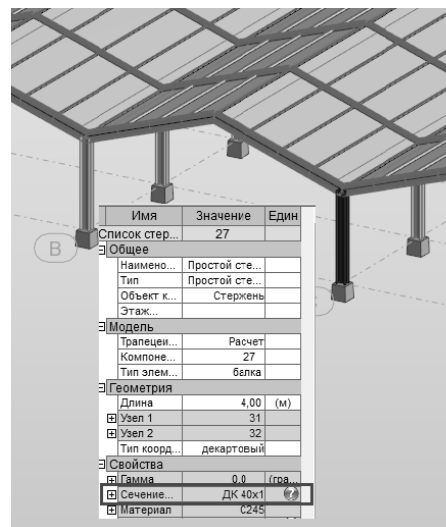 B
Имя Значение Един
Список стер... 27
Общее
Наимено... Простой сте...
Тип Простой сте...
Объект к... Стержень
Этаж...
Модель
Трапеци... Расчет
Компоне... 27
Тип элем... балка
Геометрия
Длина 4,00 (м)
Узел 1 31
Узел 2 32
Тип коорд... декартовый
Свойства
Гамма 0,0 (гра...
Сечение... ДК 40x1
Материал С245